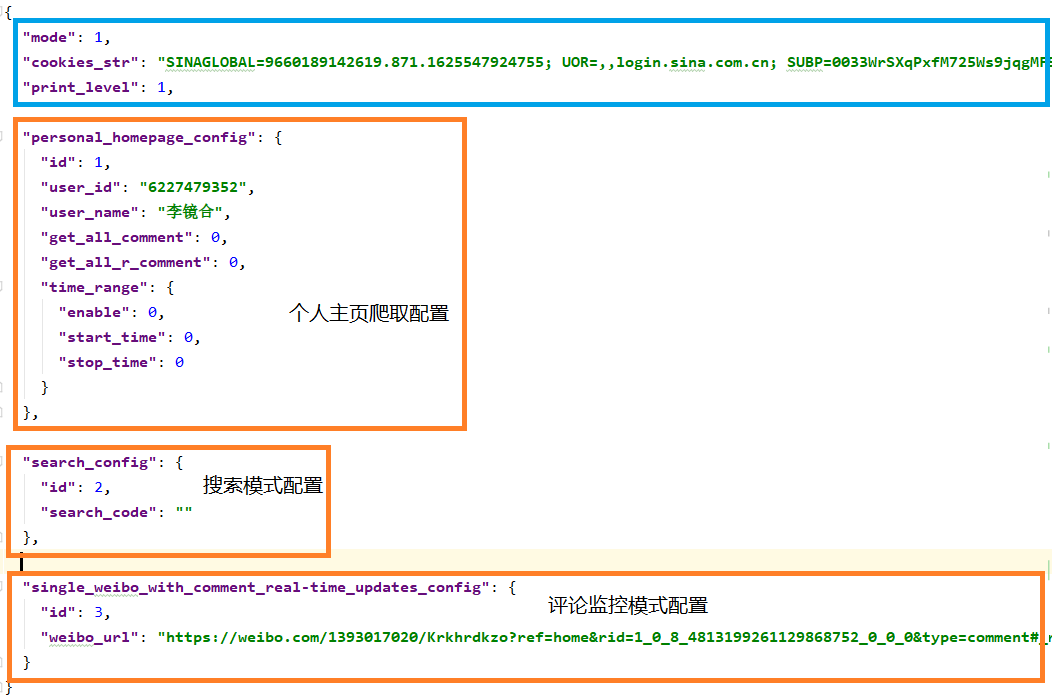 {
"mode": 1,
"cookies_str": "SINAGLOBAL=9660189142619.871.1625547924755; UOR=,,login.sina.com.cn; SUBP=0033WrSXqPxfM725Ws9jqgMF
"print_level": 1,
"personal_homepage_config": {
"id": 1,
"user_id": "6227479352",
"user_name": "李镜合",
"get_all_comment": 0,
"get_all_r_comment": 0,
"time_range": {
"enable": 0,
个人主页爬取配置
"start_time": 0,
"stop_time": 0
}
},
"search_config": {
"id": 2,
搜索模式配置
"search_code": ""
},
"single_weibo_with_comment_real-time_updates_config": {
"id": 3,
评论监控模式配置
"weibo_url": "https://weibo.com/1393017020/Krkhrdkzo?ref=home&rid=1_0_8_4813199261129868752_0_0_0&type=comment#_r
}
}